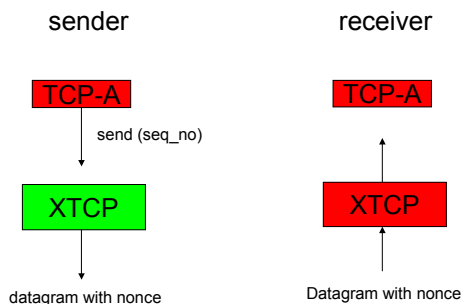 sender
receiver
TCP-A
TCP-A
send (seq_no)
XTCP
XTCP
datagram with nonce
Datagram with nonce